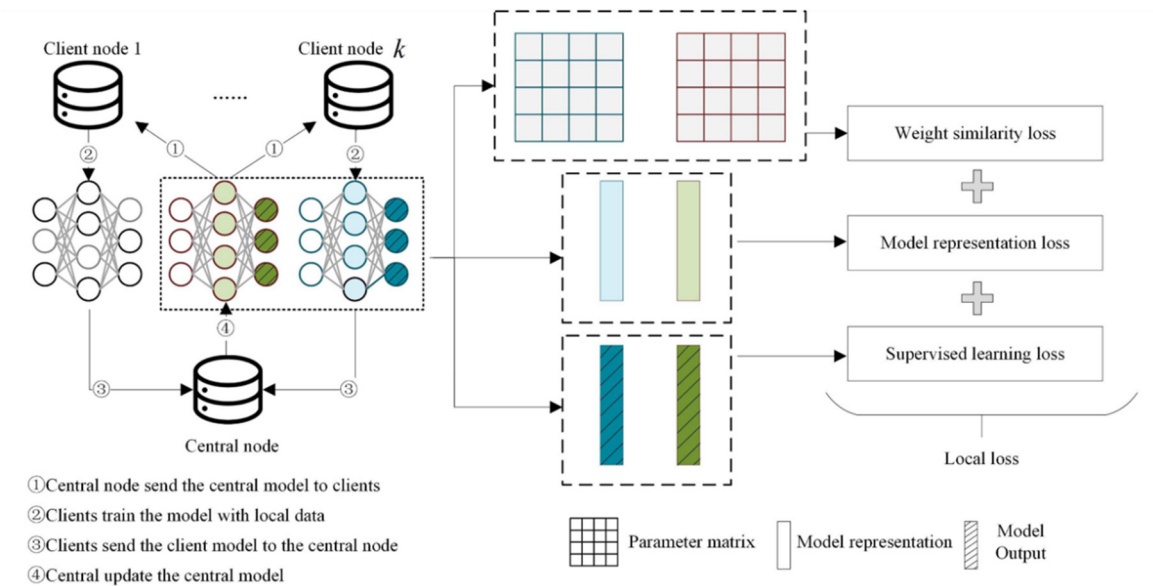 Client node 1
Client node k
......
①
①
②
②
④
③
③
Central node
Weight similarity loss
Model representation loss
Supervised learning loss
Local loss
①Central node send the central model to clients
②Clients train the model with local data
③Clients send the client model to the central node
④Central update the central model
Parameter matrix
Model representation
Model
Output